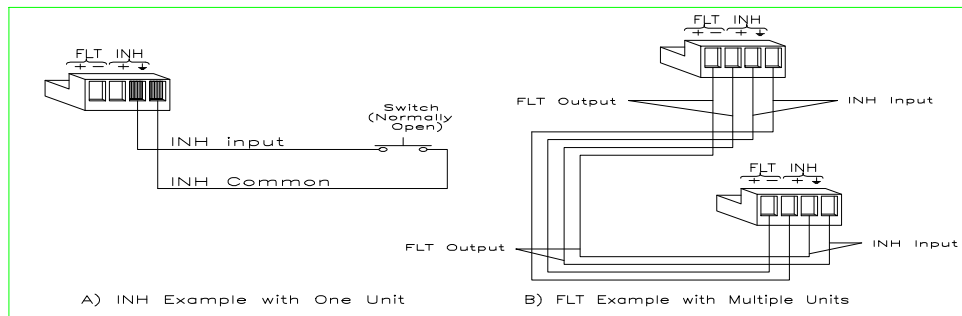 FLT INH
+ - +
Switch
(Normally
Open)
INH input
INH Common
A) INH Example with One Unit
FLT INH
+ - +
FLT Output
INH Input
FLT INH
+ - +
FLT Output
INH Input
B) FLT Example with Multiple Units